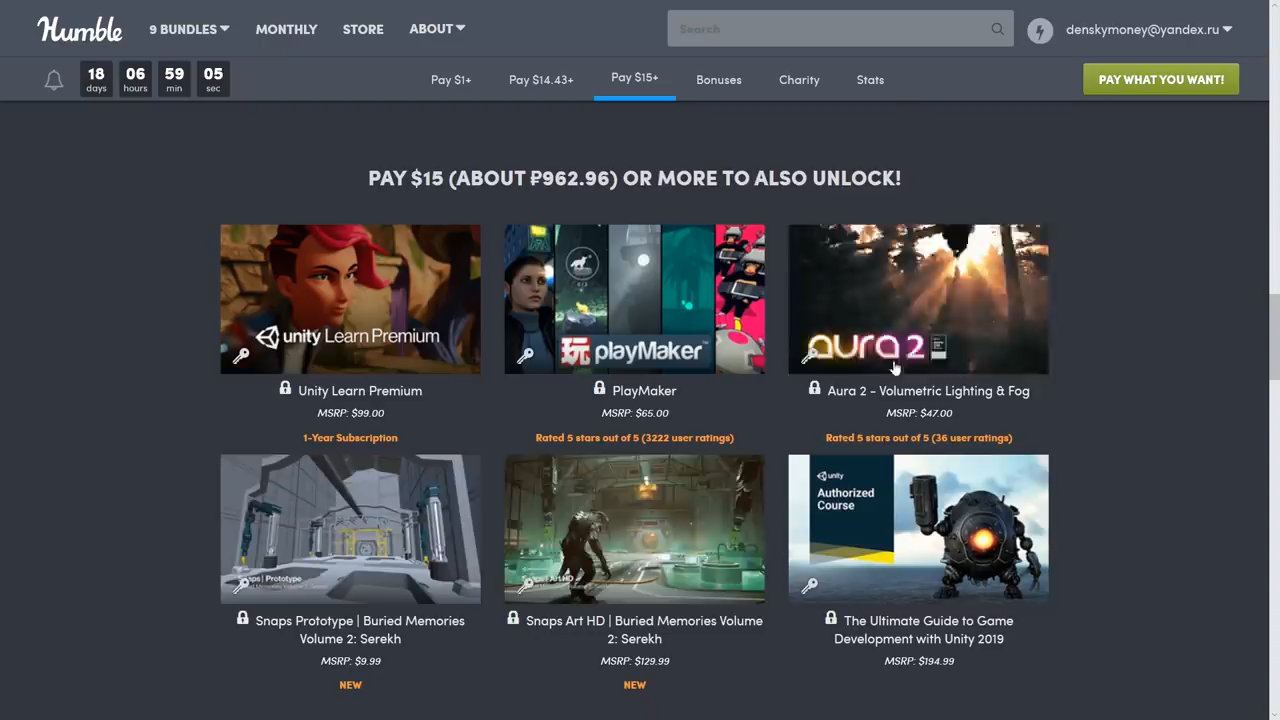 Humble
9 BUNDLES
MONTHLY
STORE
ABOUT
Search
denskymoney@yandex.ru
18 days
06 hours
59 min
05 sec
Pay $1+
Pay $14.43+
Pay $15+
Bonuses
Charity
Stats
PAY WHAT YOU WANT!
PAY $15 (ABOUT ₽962.96) OR MORE TO ALSO UNLOCK!
unity Learn Premium
玩 playMaker™
aura 2
Unity Learn Premium
PlayMaker
Aura 2 - Volumetric Lighting & Fog
MSRP: $99.00
MSRP: $65.00
MSRP: $47.00
1-Year Subscription
Rated 5 stars out of 5 (3222 user ratings)
Rated 5 stars out of 5 (36 user ratings)
unity
Authorized
Course
Snaps | Prototype
Snaps Prototype | Buried Memories
Volume 2: Serekh
Snaps Art HD | Buried Memories Volume
2: Serekh
The Ultimate Guide to Game
Development with Unity 2019
MSRP: $9.99
MSRP: $129.99
MSRP: $194.99
NEW
NEW